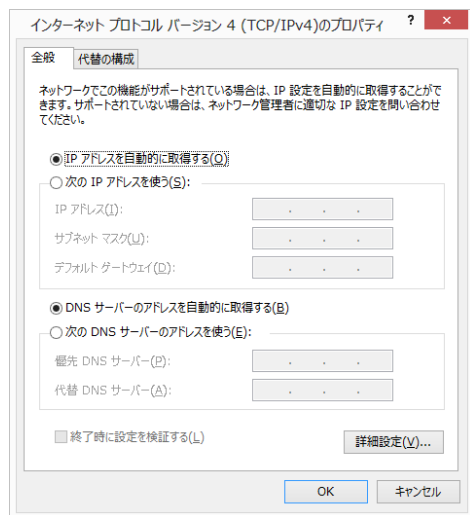 インターネット プロトコル バージョン 4 (TCP/IPv4)のプロパティ ? ×
全般 代替の構成
ネットワークでこの機能がサポートされている場合は、IP 設定を自動的に取得することがで
きます。サポートされていない場合は、ネットワーク管理者に適切な IP 設定を問い合わせ
てください。
IP アドレスを自動的に取得する(O)
次の IP アドレスを使う(S):
IP アドレス(I):
サブネット マスク(U):
デフォルト ゲートウェイ(D):
DNS サーバーのアドレスを自動的に取得する(B)
次の DNS サーバーのアドレスを使う(E):
優先 DNS サーバー(P):
代替 DNS サーバー(A):
終了時に設定を検証する(L)
詳細設定(V)...
OK キャンセル